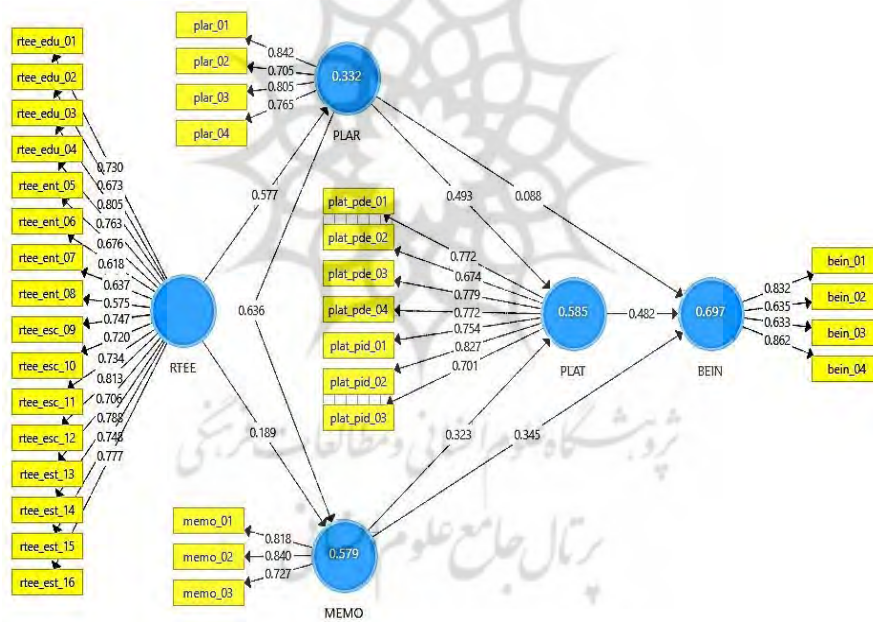 rtee_edu_01
rtee_edu_02
rtee_edu_03
rtee_edu_04
rtee_ent_05
rtee_ent_06
rtee_ent_07
rtee_ent_08
rtee_esc_09
rtee_esc_10
rtee_esc_11
rtee_esc_12
rtee_est_13
rtee_est_14
rtee_est_15
rtee_est_16
0.730
0.673
0.805
0.763
0.676
0.618
0.637
0.575
0.747
0.720
0.734
0.813
0.706
0.788
0.748
0.777
RTEE
plar_01
plar_02
plar_03
plar_04
0.842
0.705
0.805
0.765
0.332
PLAR
0.577
0.636
0.189
0.493
0.088
plat_pde_01
plat_pde_02
plat_pde_03
plat_pde_04
plat_pid_01
plat_pid_02
plat_pid_03
0.772
0.674
0.779
0.772
0.754
0.827
0.701
0.585
PLAT
0.482
0.697
BEIN
0.832
0.635
0.633
0.862
bein_01
bein_02
bein_03
bein_04
0.323
0.345
memo_01
memo_02
memo_03
0.818
0.840
0.727
0.579
MEMO
پژوهشگاه علوم انسانی و مطالعات فرهنگی
پرتال جامع علوم انسانی